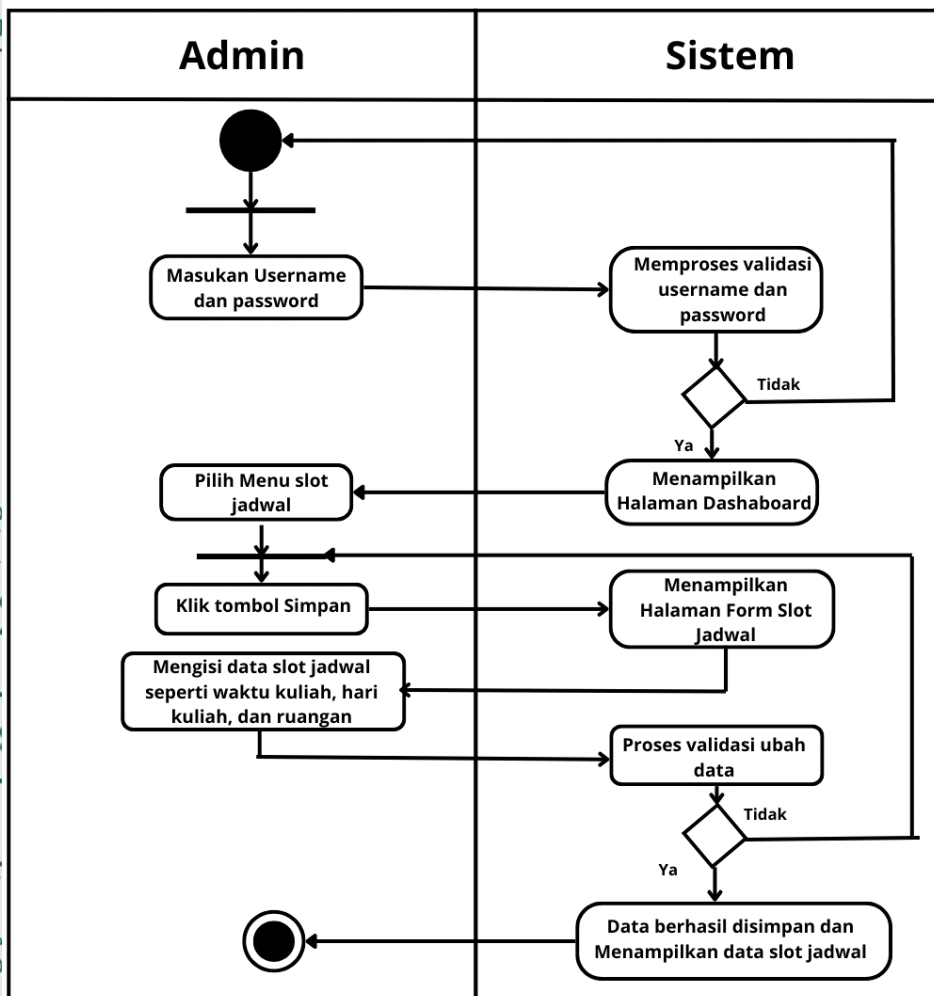 Admin
Sistem
Masukan Username
dan password
Memproses validasi
username dan
password
Tidak
Ya
Menampilkan
Halaman Dashaboard
Pilih Menu slot
jadwal
Klik tombol Simpan
Menampilkan
Halaman Form Slot
Jadwal
Mengisi data slot jadwal
seperti waktu kuliah, hari
kuliah, dan ruangan
Proses validasi ubah
data
Tidak
Ya
Data berhasil disimpan dan
Menampilkan data slot jadwal